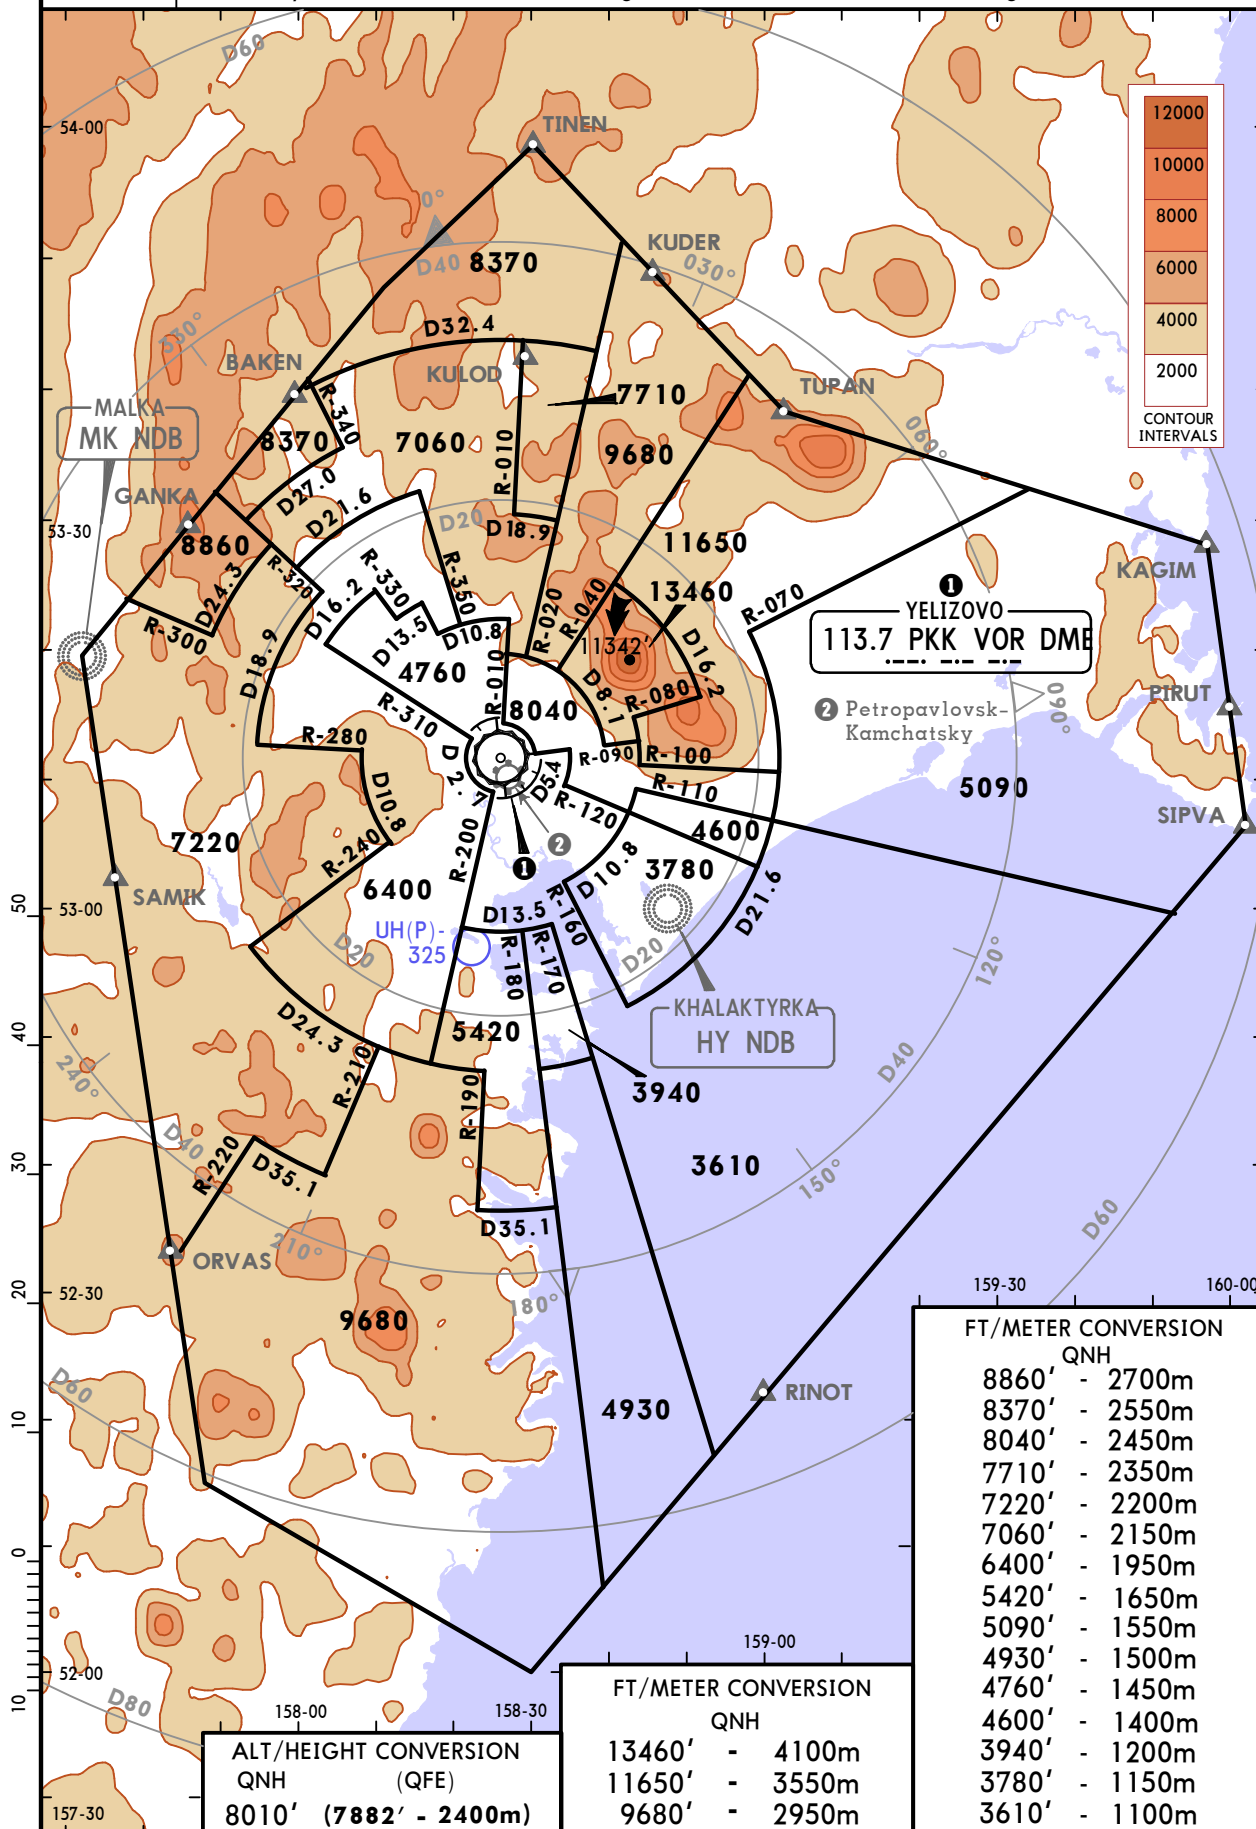 D60
54-00
TINEN
12000
10000
8000
6000
4000
2000
CONTOUR
INTERVALS
0°
D40
8370
KUDER
030°
330°
D32.4
BAKEN
KULOD
R-340
7710
TUPAN
MALKA
MK NDB
8370
7060
R-010
9680
060°
GANKA
D27.0
D21.6
D20
D18.9
53-30
8860
11650
KAGIM
R-320
D24.3
R-330
R-350
D16.2
R-020
R-040
13460
1
YELIZOVO
113.7 PKK VOR DME
R-070
R-300
D13.5
D10.8
11342'
D16.2
D18.9
4760
R-010
D8.1
R-080
PIRUT
2 Petropavlovsk-
Kamchatsky
090°
R-310
8040
R-280
D2.7
R-090
R-100
D5.4
R-110
5090
SIPVA
D10.8
R-120
7220
R-240
R-200
4600
1
2
3780
D10.8
6400
SAMIK
53-00
50
D13.5
R-160
D21.6
UH(P)-
325
D20
R-180
R-170
D20
120°
KHALAKTYRKA
HY NDB
D24.3
5420
40
R-210
D40
240°
3940
R-190
D40
R-220
D35.1
3610
150°
30
D35.1
D60
210°
ORVAS
180°
20
52-30
159-30
160-00
9680
D60
RINOT
4930
10
0
159-00
52-00
10
D80
158-00
158-30
157-30
FT/METER CONVERSION
QNH
8860' - 2700m
8370' - 2550m
8040' - 2450m
7710' - 2350m
7220' - 2200m
7060' - 2150m
6400' - 1950m
5420' - 1650m
5090' - 1550m
4930' - 1500m
4760' - 1450m
4600' - 1400m
3940' - 1200m
3780' - 1150m
3610' - 1100m
FT/METER CONVERSION
QNH
13460' - 4100m
11650' - 3550m
9680' - 2950m
ALT/HEIGHT CONVERSION
QNH (QFE)
8010' (7882' - 2400m)